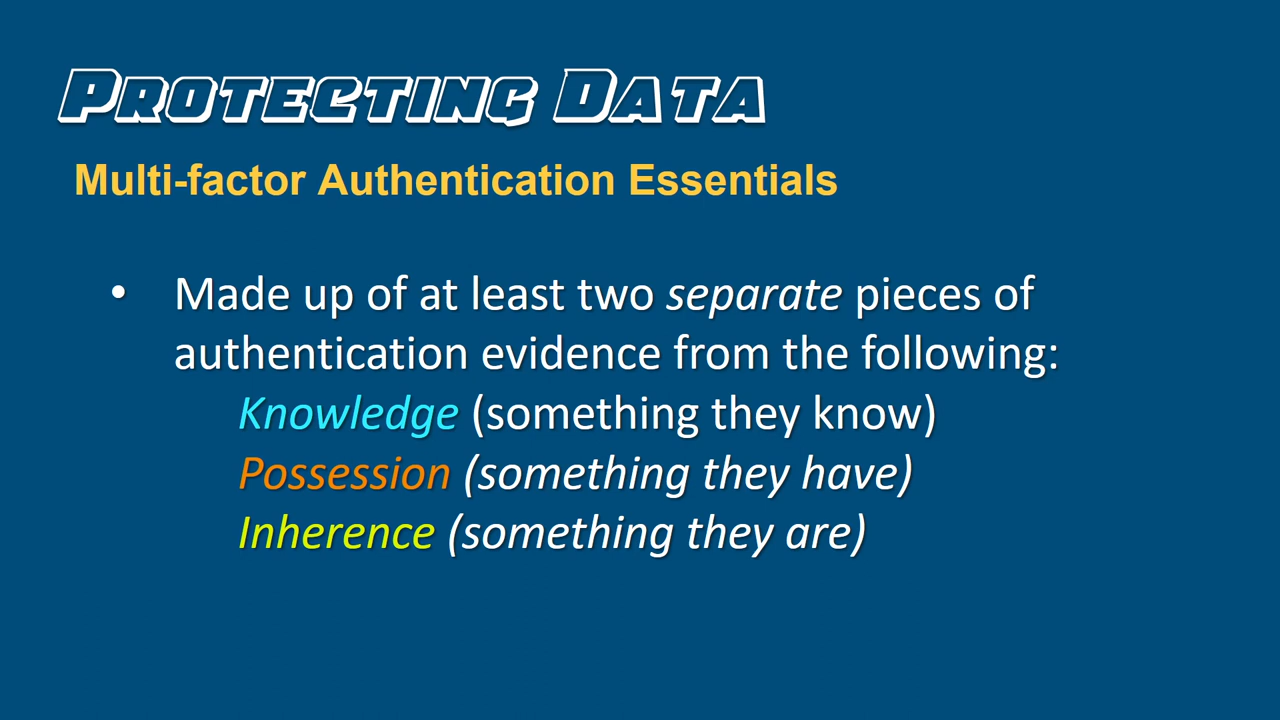 Protecting Data
Multi-factor Authentication Essentials
• Made up of at least two separate pieces of
authentication evidence from the following:
Knowledge (something they know)
Possession (something they have)
Inherence (something they are)